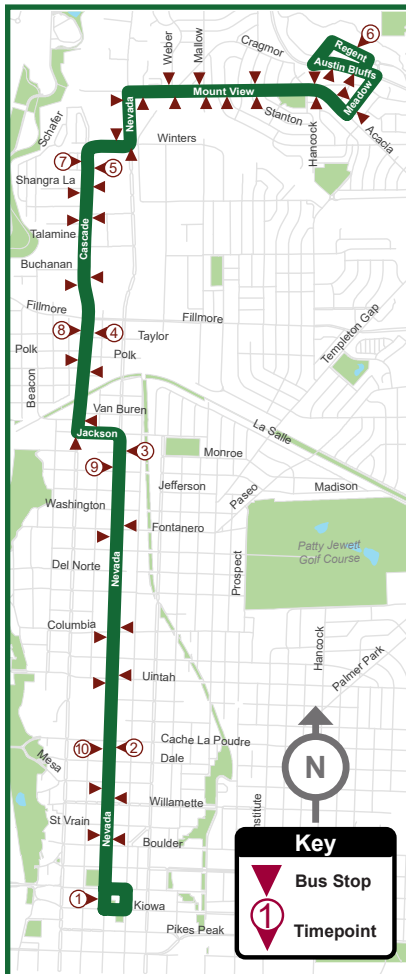 6
Regent
Austin Bluffs
Meadow
Acacia
Cragmor
Mallow
Weber
Mount View
Stanton
Hancock
Schafer
Nevada
Winters
7
5
Shangra La
Talamine
Cascade
Buchanan
Fillmore
Fillmore
8
4
Taylor
Polk
Polk
Beacon
Templeton Gap
Van Buren
Jackson
La Salle
3
Monroe
9
Jefferson
Paseo
Madison
Washington
Fontanero
Patty Jewett
Golf Course
Nevada
Del Norte
Prospect
Columbia
Hancock
Uintah
Palmer Park
10
2
Cache La Poudre
Dale
Mesa
N
Willamette
St Vrain
Nevada
Boulder
nstitute
1
Kiowa
Pikes Peak
Key
Bus Stop
1
Timepoint